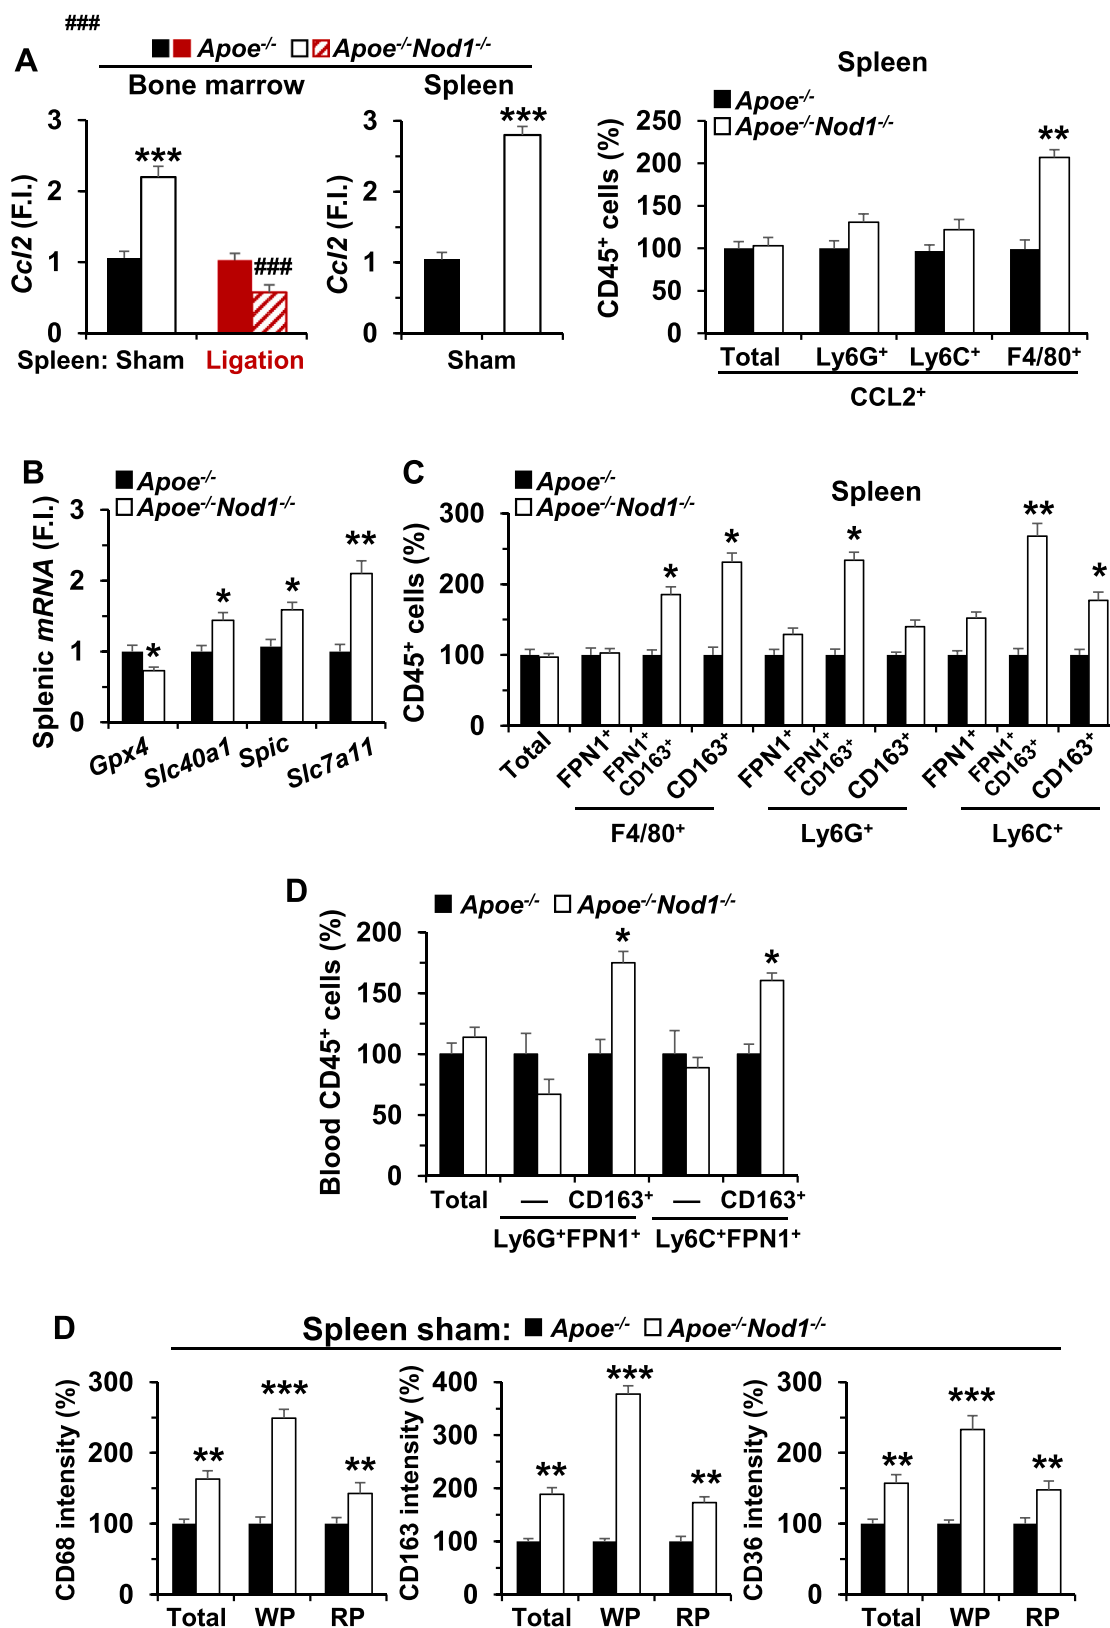 ###
A
Apoe-/- Apoe-/-Nod1-/-
Bone marrow Spleen
Ccl2 (F.I.)
3
2
1
0
***
###
Spleen: Sham Ligation
Ccl2 (F.I.)
3
2
1
0
***
Sham
Spleen
Apoe-/-
Apoe-/-Nod1-/-
CD45+ cells (%)
250
200
150
100
50
0
**
Total Ly6G+ Ly6C+ F4/80+
CCL2+
B
Apoe-/-
Apoe-/-Nod1-/-
Splenic mRNA (F.I.)
3
2
1
0
* * * **
Gpx4 Slc40a1 Spic Slc7a11
C
Apoe-/-
Apoe-/-Nod1-/-
Spleen
CD45+ cells (%)
300
200
100
0
* * * ** *
Total FPN1+ FPN1+ CD163+ CD163+ FPN1+ FPN1+ CD163+ CD163+ FPN1+ FPN1+ CD163+ CD163+
F4/80+ Ly6G+ Ly6C+
D
Apoe-/- Apoe-/-Nod1-/-
Blood CD45+ cells (%)
200
150
100
50
0
* *
Total — CD163+ — CD163+
Ly6G+FPN1+ Ly6C+FPN1+
D
Spleen sham: Apoe-/- Apoe-/-Nod1-/-
CD68 intensity (%)
300
200
100
0
** *** **
Total WP RP
CD163 intensity (%)
400
300
200
100
0
** *** **
Total WP RP
CD36 intensity (%)
300
200
100
0
** *** **
Total WP RP